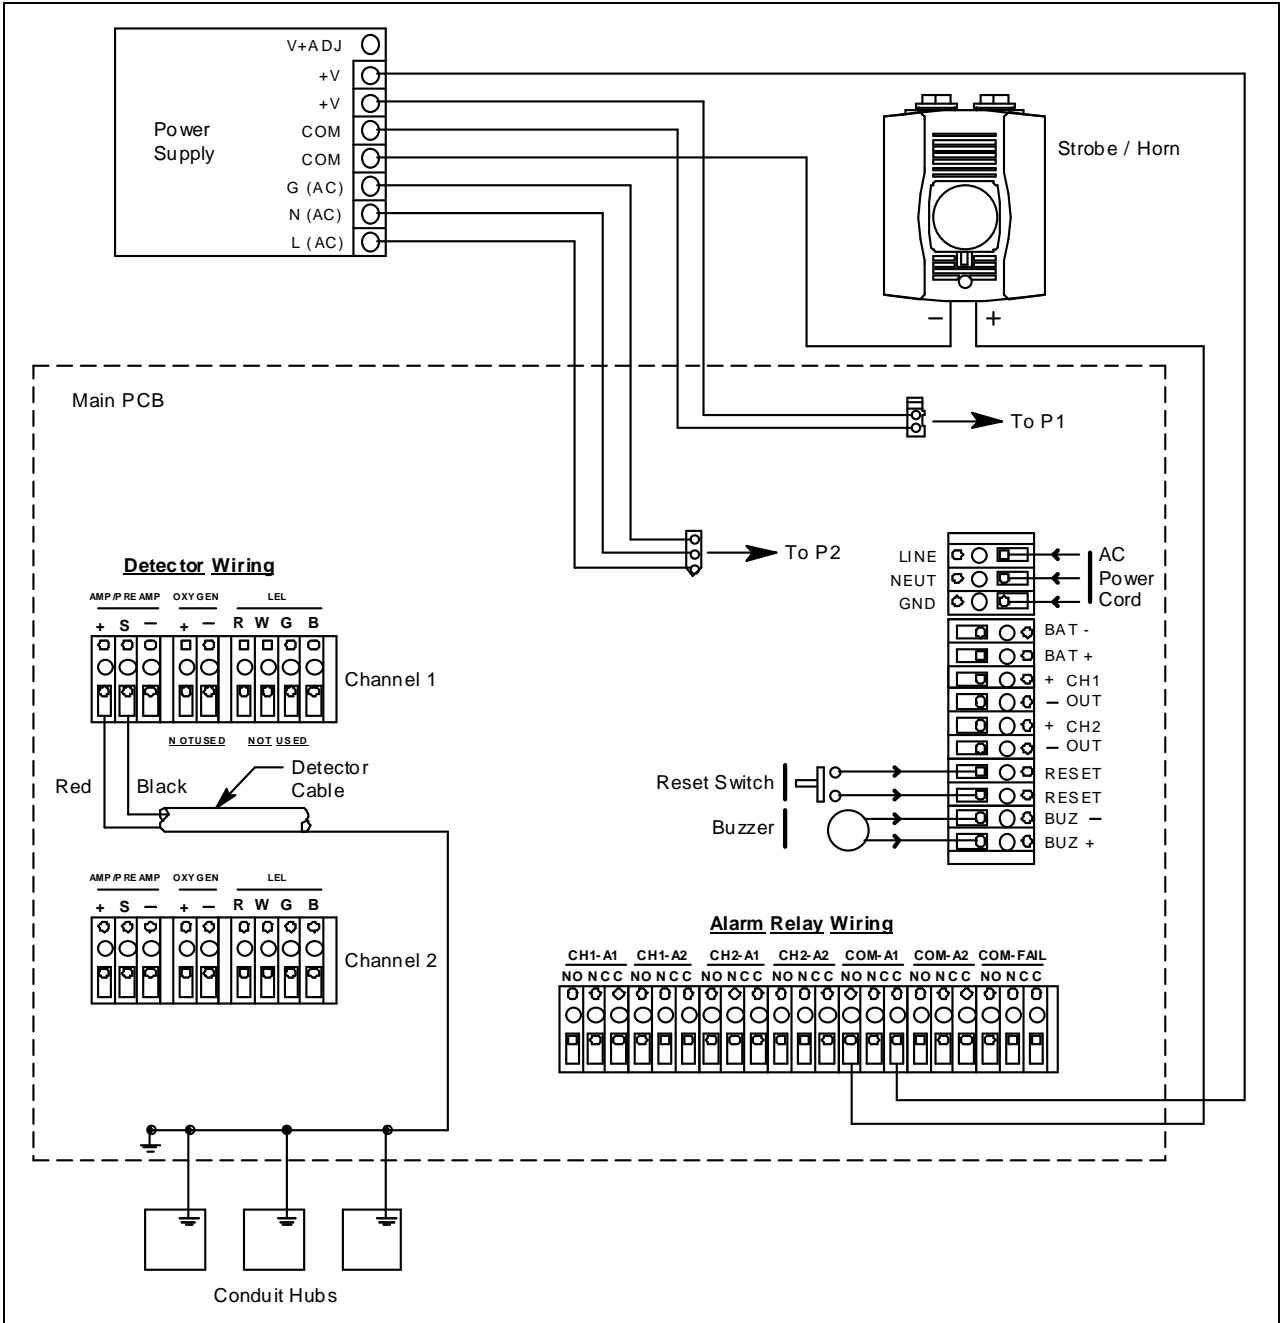 V+ADJ
+V
+V
COM
COM
G (AC)
N (AC)
L (AC)
Power
Supply
Strobe / Horn
− +
Main PCB
To P1
To P2
Detector Wiring
AMP/PREAMP OXYGEN LEL
+ S − + − R W G B
Channel 1
NOT USED NOT USED
Red
Black
Detector
Cable
AMP/PREAMP OXYGEN LEL
+ S − + − R W G B
Channel 2
LINE
NEUT
GND
AC
Power
Cord
BAT -
BAT +
+ CH1
− OUT
+ CH2
− OUT
RESET
RESET
BUZ −
BUZ +
Reset Switch
Buzzer
Alarm Relay Wiring
CH1-A1 CH1-A2 CH2-A1 CH2-A2 COM-A1 COM-A2 COM-FAIL
NO NC C NO NC C NO NC C NO NC C NO NC C NO NC C NO NC C
Conduit Hubs